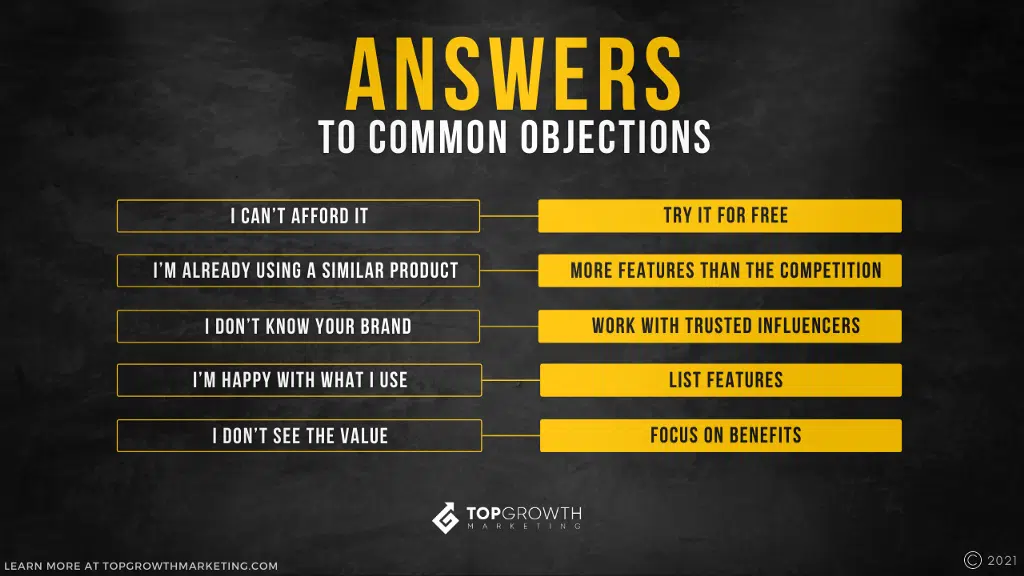 ANSWERS
TO COMMON OBJECTIONS
I CAN'T AFFORD IT
TRY IT FOR FREE
I'M ALREADY USING A SIMILAR PRODUCT
MORE FEATURES THAN THE COMPETITION
I DON'T KNOW YOUR BRAND
WORK WITH TRUSTED INFLUENCERS
I'M HAPPY WITH WHAT I USE
LIST FEATURES
I DON'T SEE THE VALUE
FOCUS ON BENEFITS
TOPGROWTH
MARKETING
LEARN MORE AT TOPGROWTHMARKETING.COM
© 2021